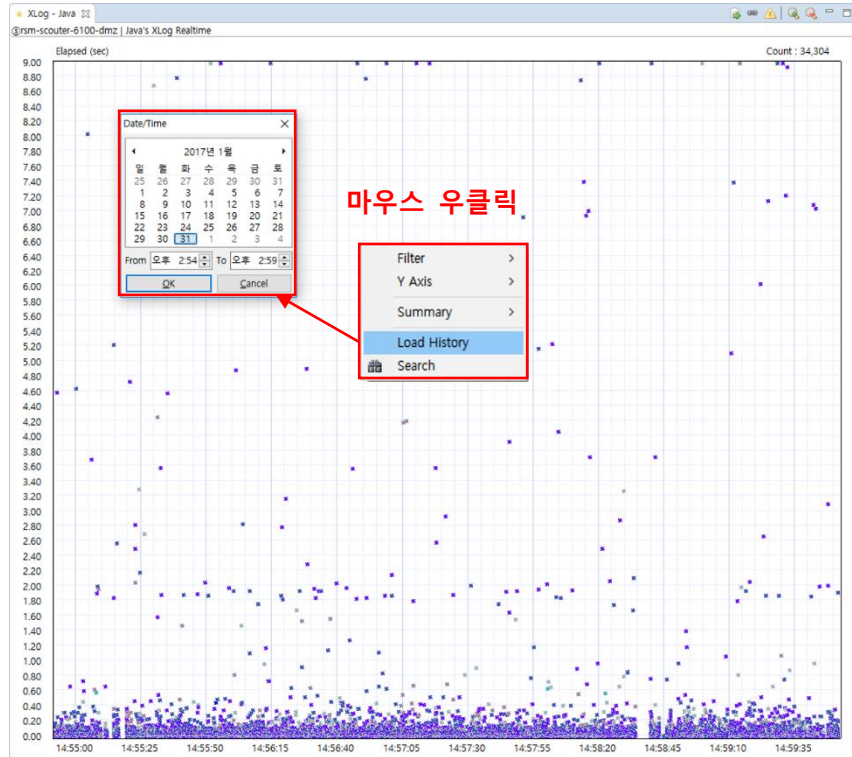 XLog - Java
ⓢrsm-scouter-6100-dmz | Java's XLog Realtime
Elapsed (sec)
Count : 34,304
9.00
8.80
8.60
8.40
8.20
8.00
7.80
7.60
7.40
7.20
7.00
6.80
6.60
6.40
6.20
6.00
5.80
5.60
5.40
5.20
5.00
4.80
4.60
4.40
4.20
4.00
3.80
3.60
3.40
3.20
3.00
2.80
2.60
2.40
2.20
2.00
1.80
1.60
1.40
1.20
1.00
0.80
0.60
0.40
0.20
0.00
Date/Time
2017년 1월
일 월 화 수 목 금 토
25 26 27 28 29 30 31
1 2 3 4 5 6 7
8 9 10 11 12 13 14
15 16 17 18 19 20 21
22 23 24 25 26 27 28
29 30 31 1 2 3 4
From 오후 2:54 To 오후 2:59
OK Cancel
마우스 우클릭
Filter
Y Axis
Summary
Load History
Search
14:55:00 14:55:25 14:55:50 14:56:15 14:56:40 14:57:05 14:57:30 14:57:55 14:58:20 14:58:45 14:59:10 14:59:35